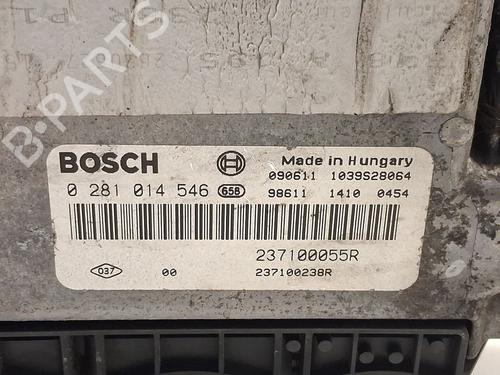 B-PARTS
BOSCH
Made in Hungary
090611 1039S28064
0 281 014 546 658
98611 1410 0454
237100055R
037 00 237100238R